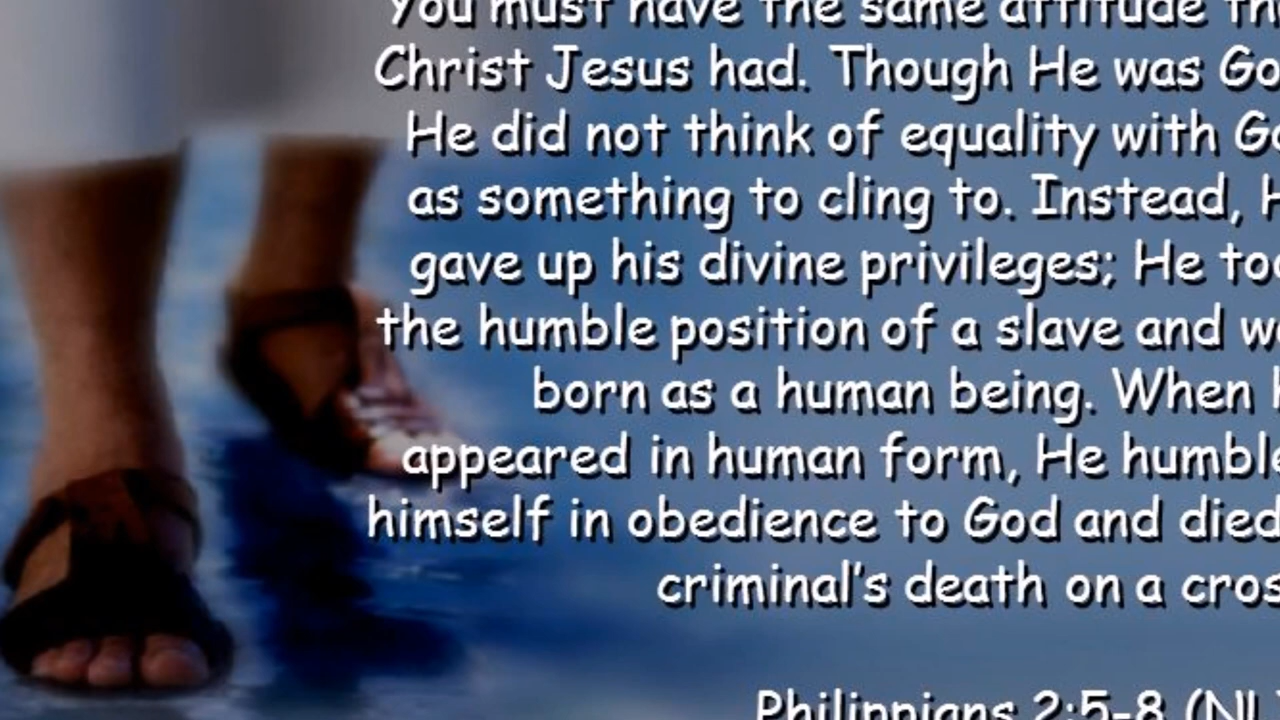 You must have the same attitude th
Christ Jesus had. Though He was Go
He did not think of equality with Go
as something to cling to. Instead, H
gave up his divine privileges; He too
the humble position of a slave and w
born as a human being. When h
appeared in human form, He humble
himself in obedience to God and died
criminal's death on a cros
Philippians 2:5-8 (NLT